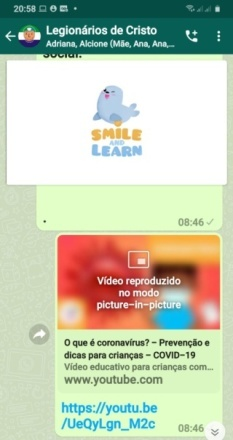 20:58
Legionários de Cristo
Adriana, Alcione (Mãe, Ana, Ana,...
social.
SMILE
AND
LEARN
.
08:46
Vídeo reproduzido
no modo
picture-in-picture
O que é coronavírus? – Prevenção e
dicas para crianças – COVID-19
Vídeo educativo para crianças com...
www.youtube.com
https://youtu.be
/UeQyLgn_M2c
08:46